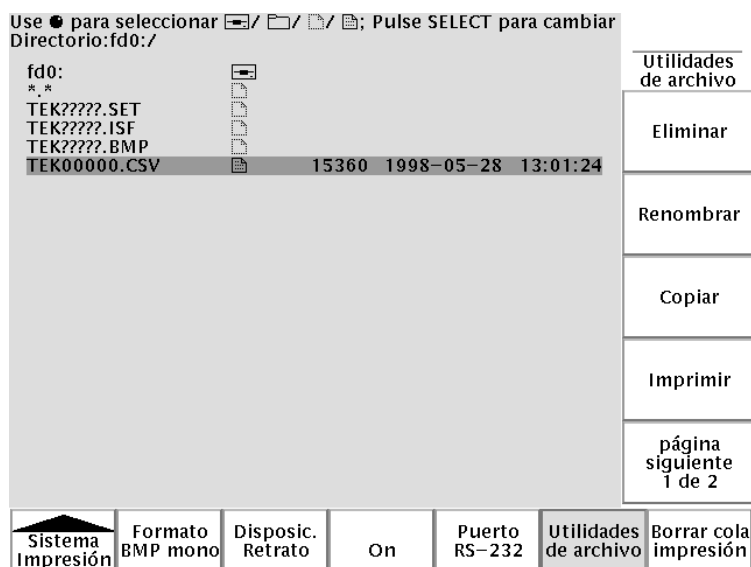 Use ● para seleccionar / / / ; Pulse SELECT para cambiar
Directorio:fd0:/
fd0:
*.*
TEK?????.SET
TEK?????.ISF
TEK?????.BMP
TEK00000.CSV 15360 1998-05-28 13:01:24
Utilidades
de archivo
Eliminar
Renombrar
Copiar
Imprimir
página
siguiente
1 de 2
Sistema
Impresión
Formato
BMP mono
Disposic.
Retrato
On
Puerto
RS-232
Utilidades
de archivo
Borrar cola
impresión